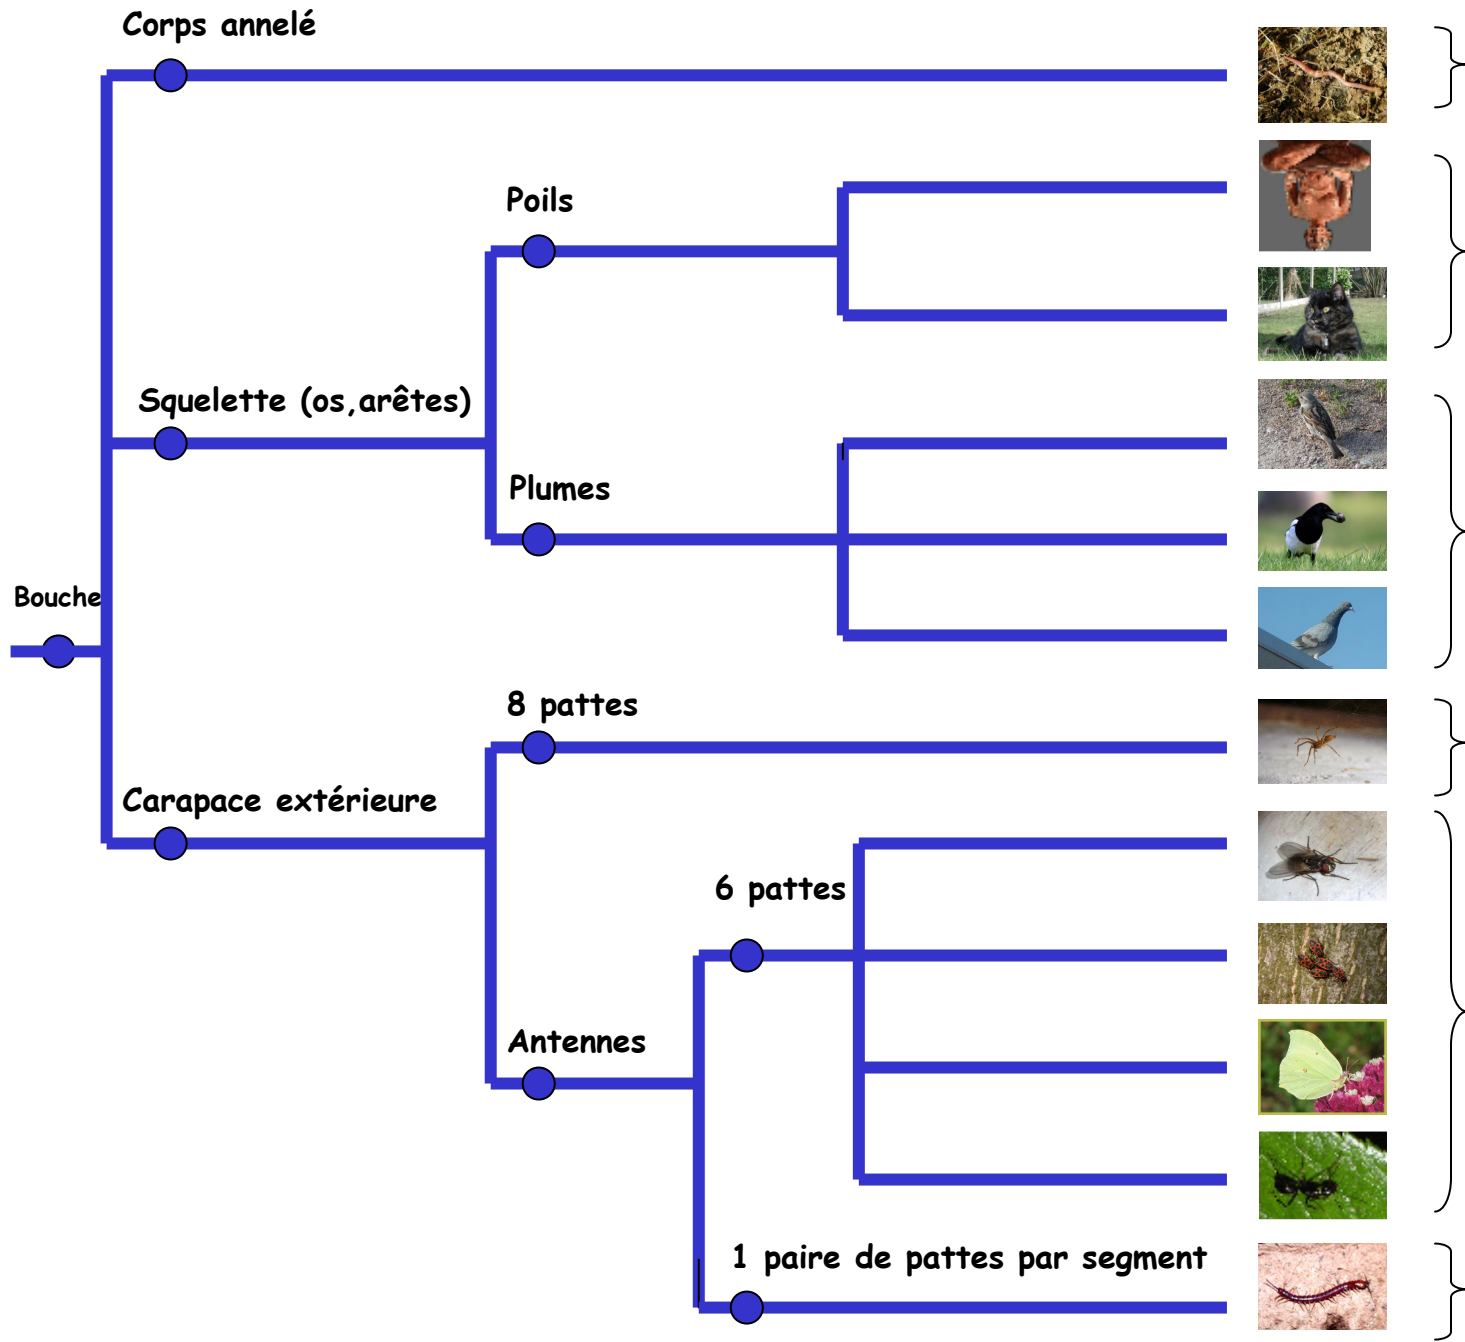 Corps annelé
Poils
Squelette (os,arêtes)
Plumes
Bouche
8 pattes
Carapace extérieure
6 pattes
Antennes
1 paire de pattes par segment